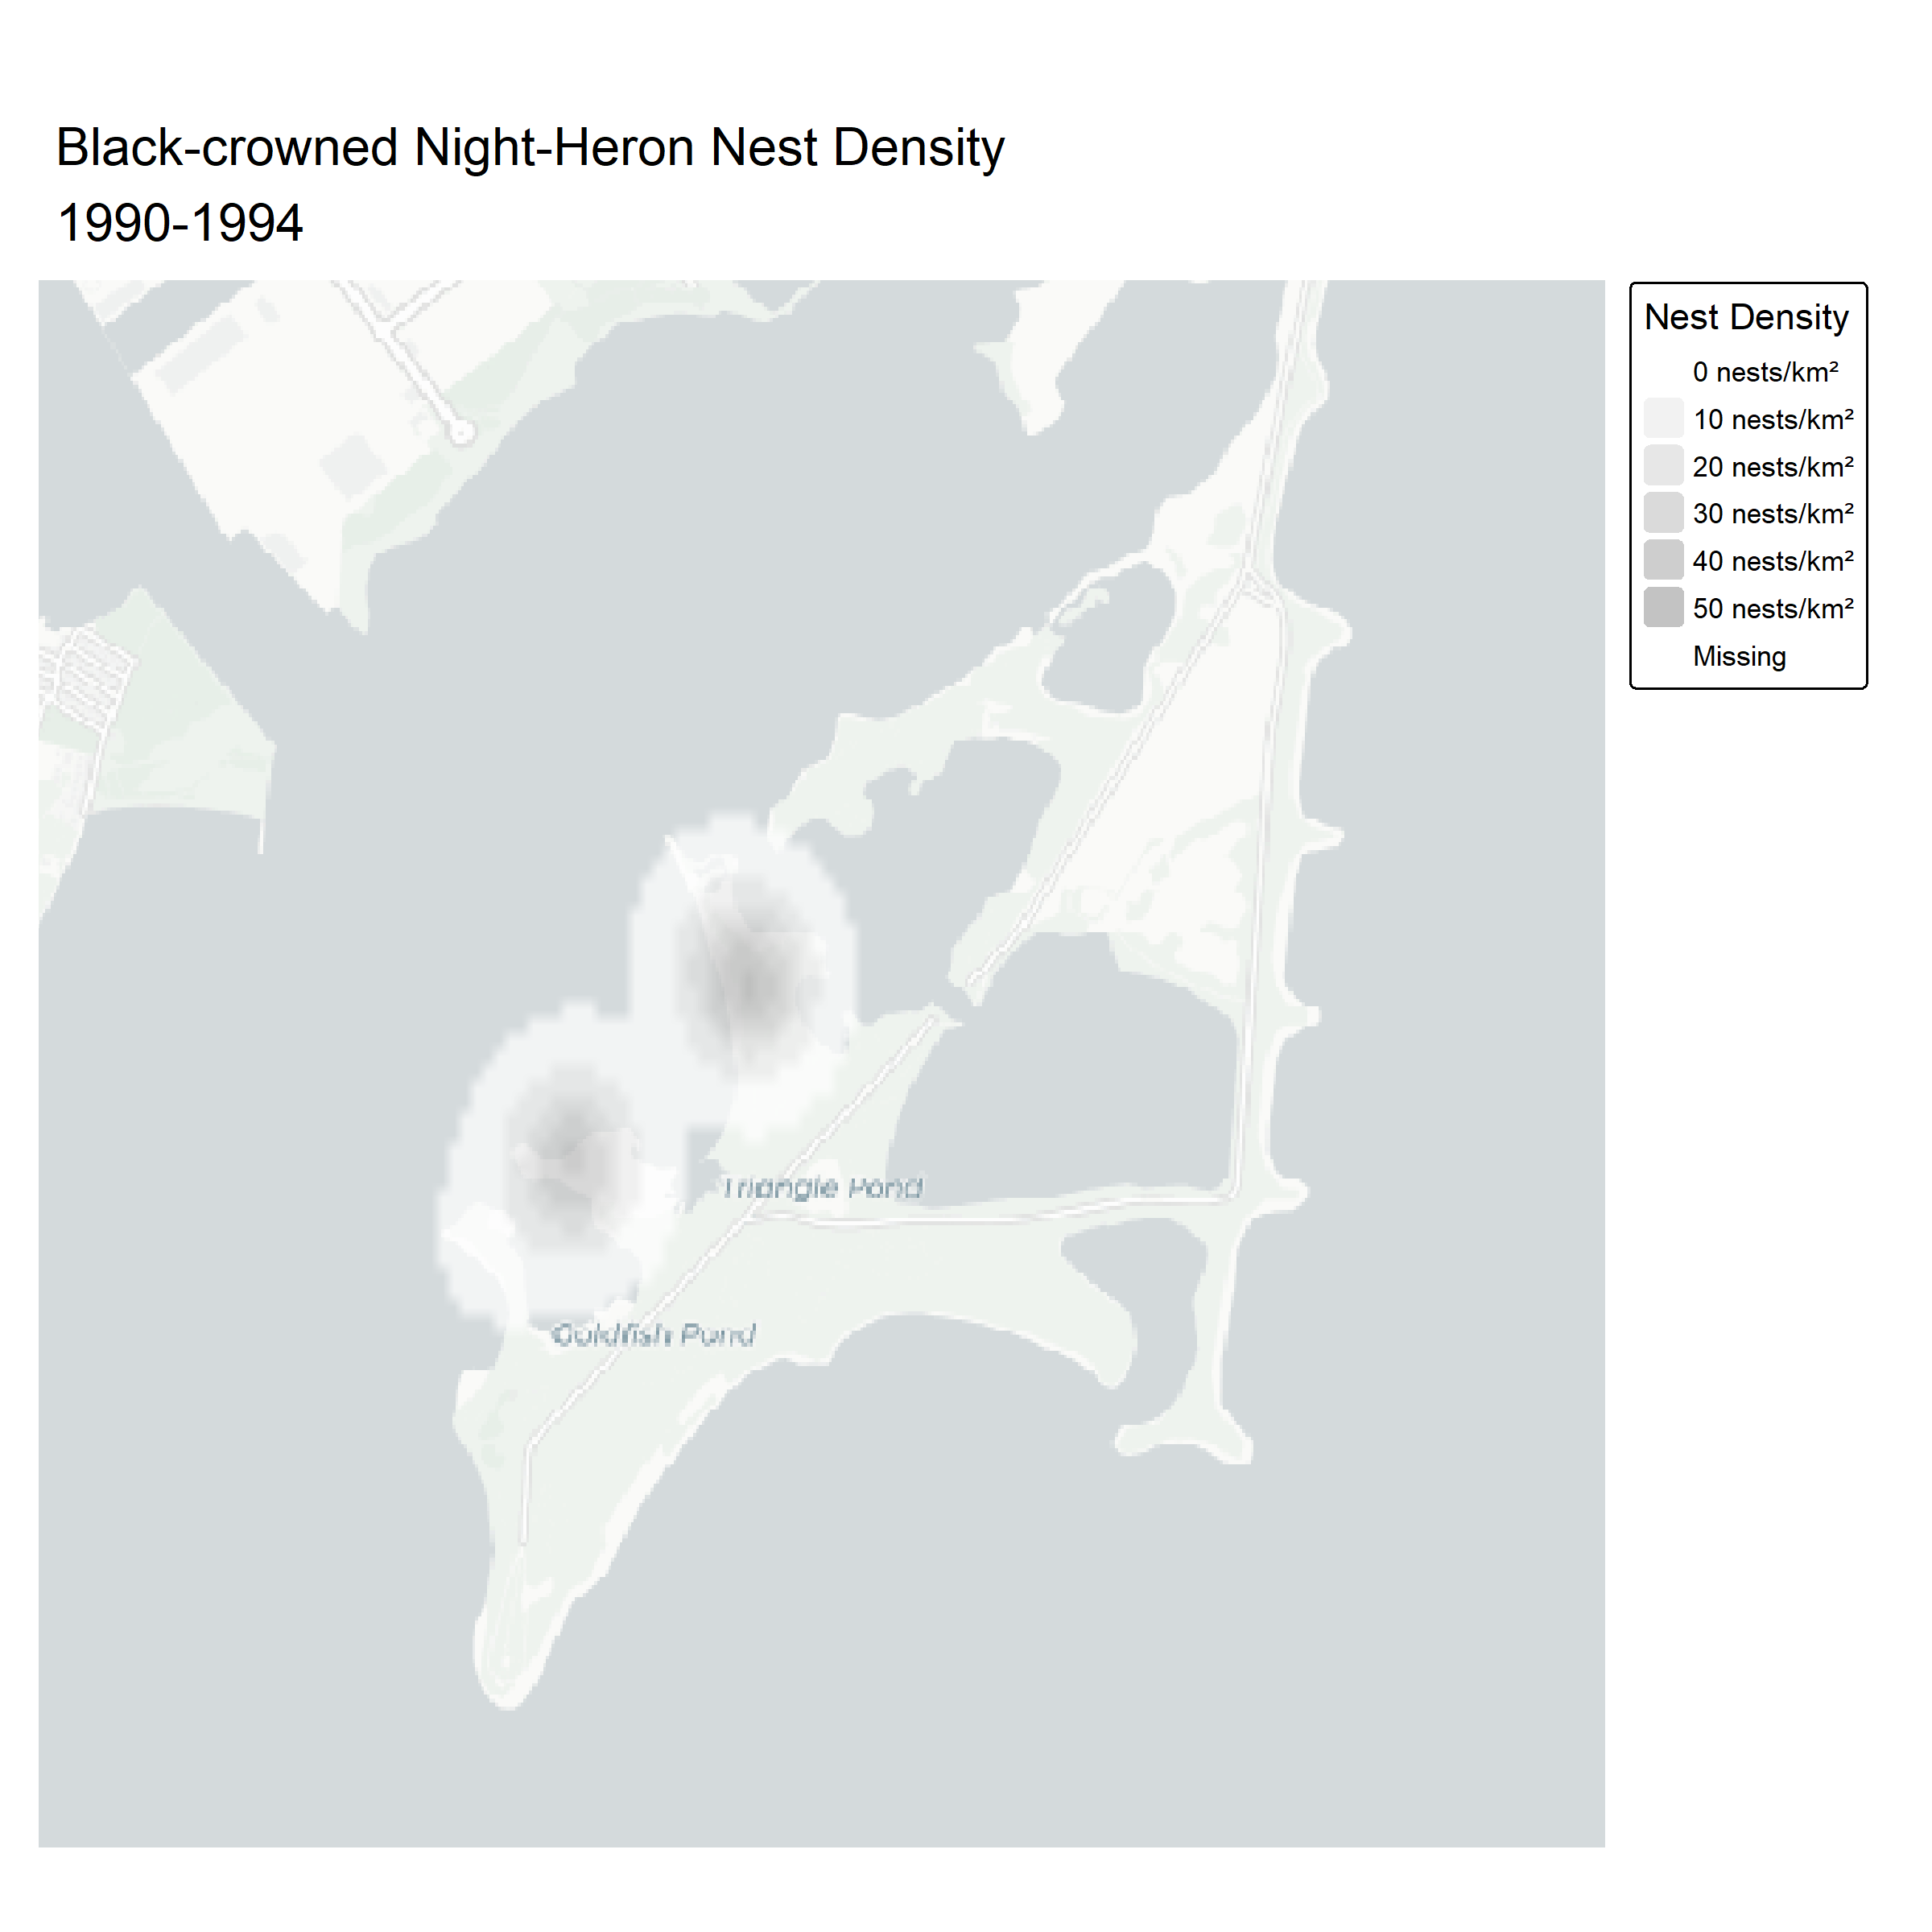 Black-crowned Night-Heron Nest Density
1990-1994
Nest Density
0 nests/km²
10 nests/km²
20 nests/km²
30 nests/km²
40 nests/km²
50 nests/km²
Missing
Triangle Pond
Goldfish Pond